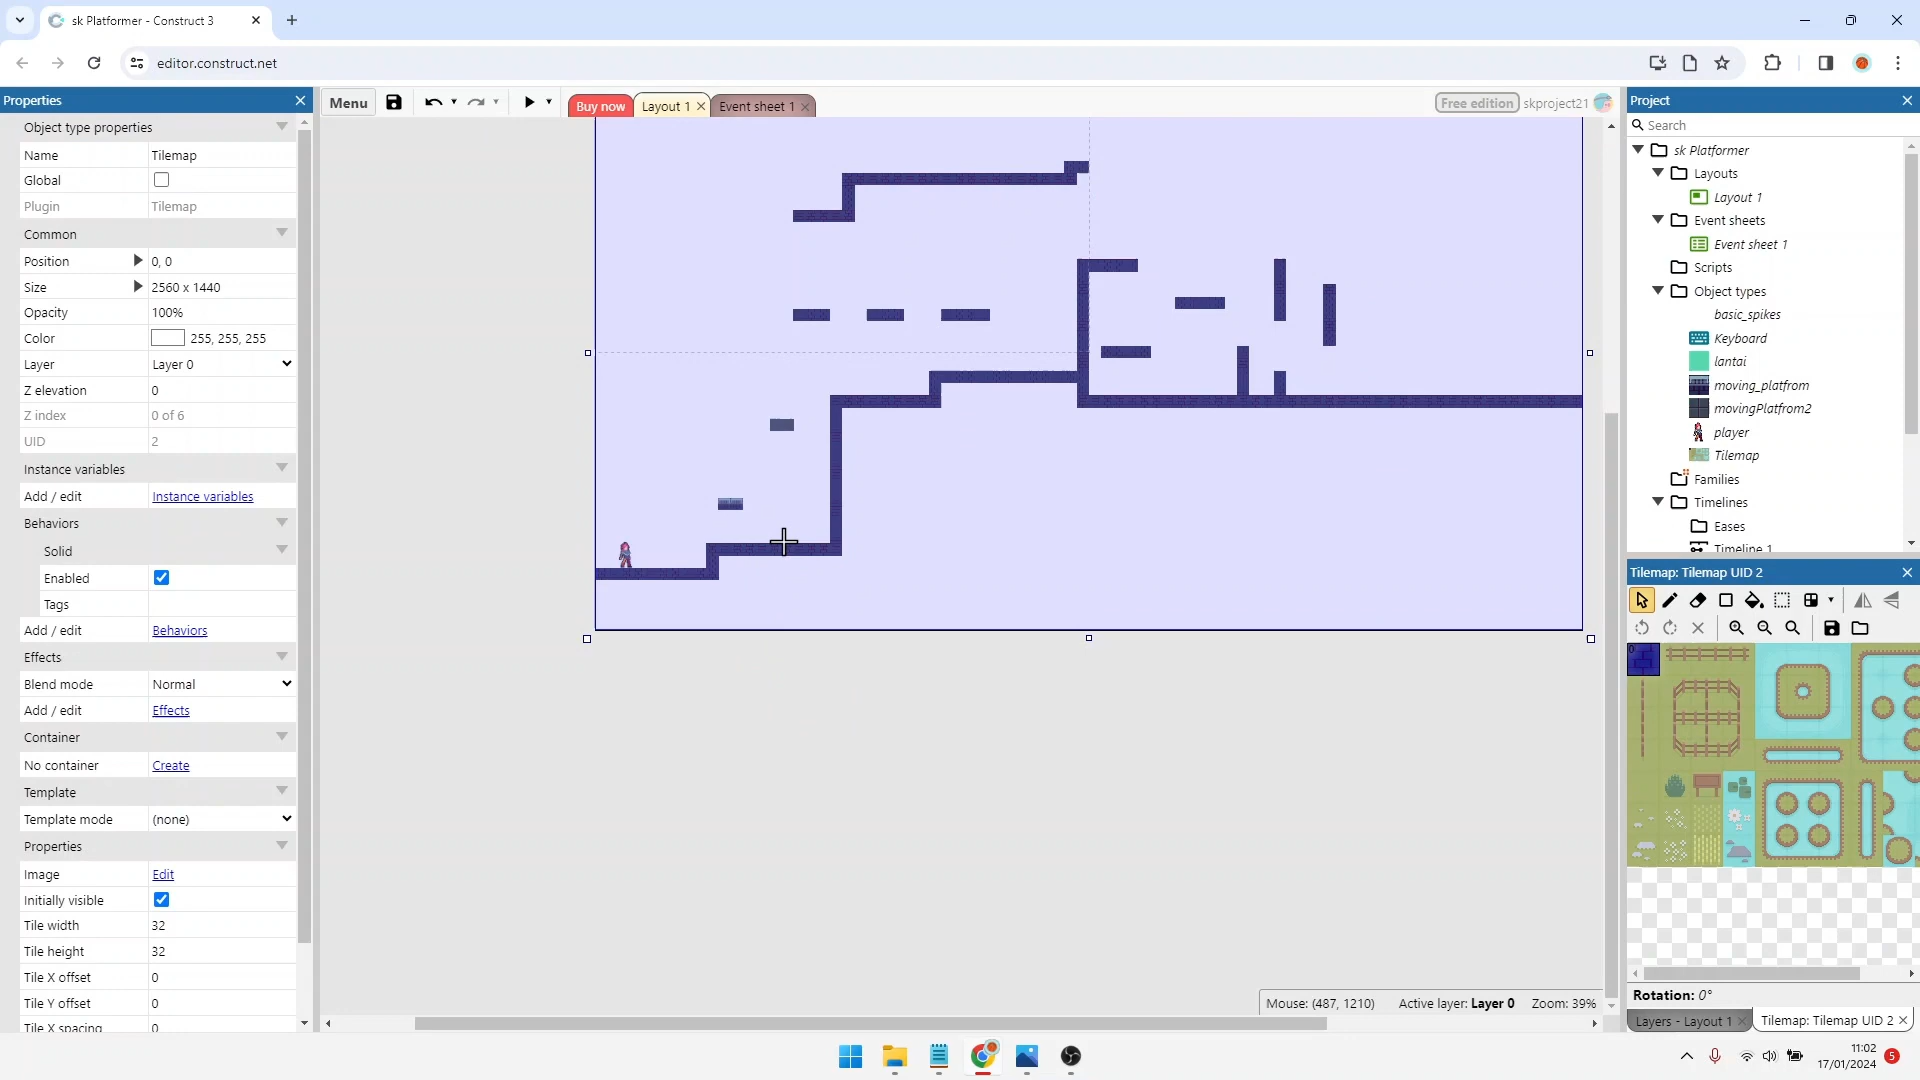 sk Platformer - Construct 3
editor.construct.net
Properties
Object type properties
Name Tilemap
Global
Plugin Tilemap
Common
Position 0, 0
Size 2560 x 1440
Opacity 100%
Color 255, 255, 255
Layer Layer 0
Z elevation 0
Z index 0 of 6
UID 2
Instance variables
Add / edit Instance variables
Behaviors
Solid
Enabled
Tags
Add / edit Behaviors
Effects
Blend mode Normal
Add / edit Effects
Container
No container Create
Template
Template mode (none)
Properties
Image Edit
Initially visible
Tile width 32
Tile height 32
Tile X offset 0
Tile Y offset 0
Tile X spacing 0
Menu
Buy now
Layout 1
Event sheet 1
Free edition skproject21
Mouse: (487, 1210) Active layer: Layer 0 Zoom: 39%
Project
Search
sk Platformer
Layouts
Layout 1
Event sheets
Event sheet 1
Scripts
Object types
basic_spikes
Keyboard
lantai
moving_platfrom
movingPlatfrom2
player
Tilemap
Families
Timelines
Eases
Timeline 1
Tilemap: Tilemap UID 2
0
Rotation: 0°
Layers - Layout 1
Tilemap: Tilemap UID 2
11:02
17/01/2024
5